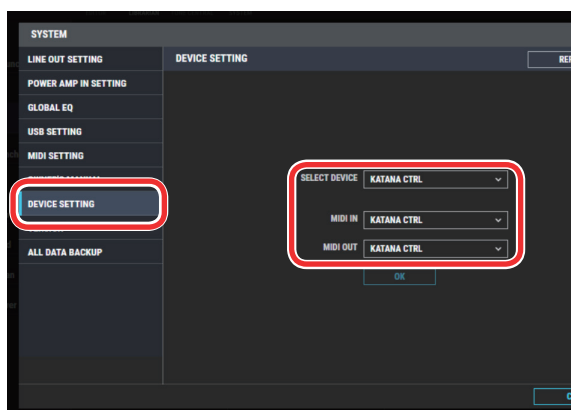 SYSTEM
LINE OUT SETTING
DEVICE SETTING
POWER AMP IN SETTING
GLOBAL EQ
USB SETTING
MIDI SETTING
SELECT DEVICE KATANA CTRL
DEVICE SETTING
MIDI IN KATANA CTRL
MIDI OUT KATANA CTRL
ALL DATA BACKUP
OK